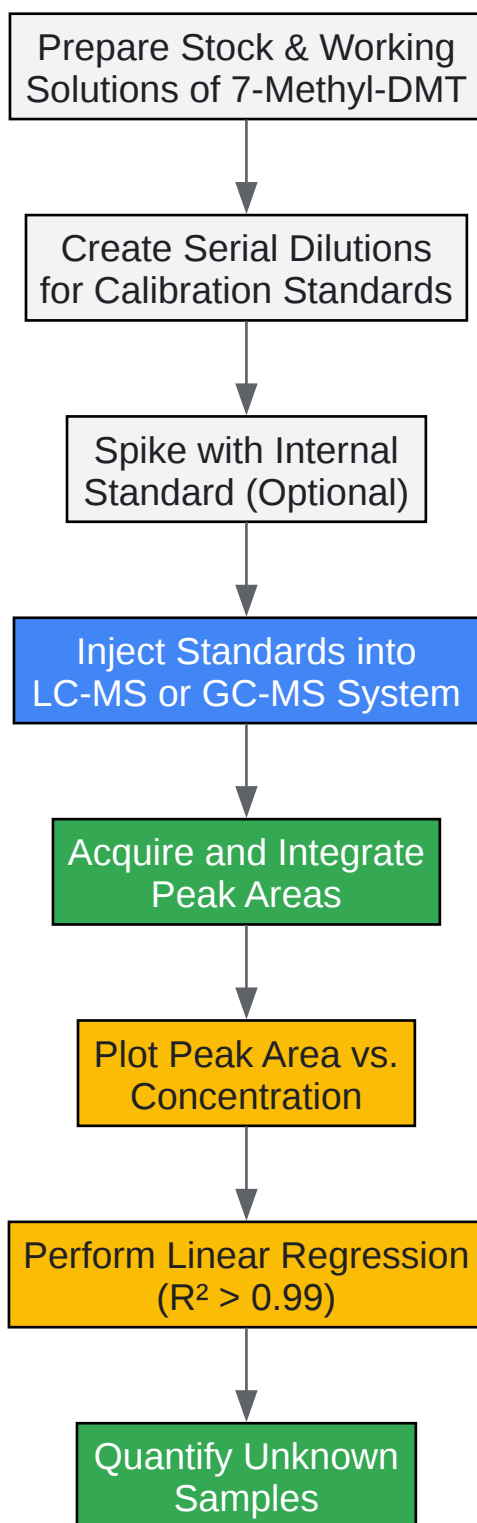 Prepare Stock & Working
Solutions of 7-Methyl-DMT
Create Serial Dilutions
for Calibration Standards
Spike with Internal
Standard (Optional)
Inject Standards into
LC-MS or GC-MS System
Acquire and Integrate
Peak Areas
Plot Peak Area vs.
Concentration
Perform Linear Regression
(R² > 0.99)
Quantify Unknown
Samples